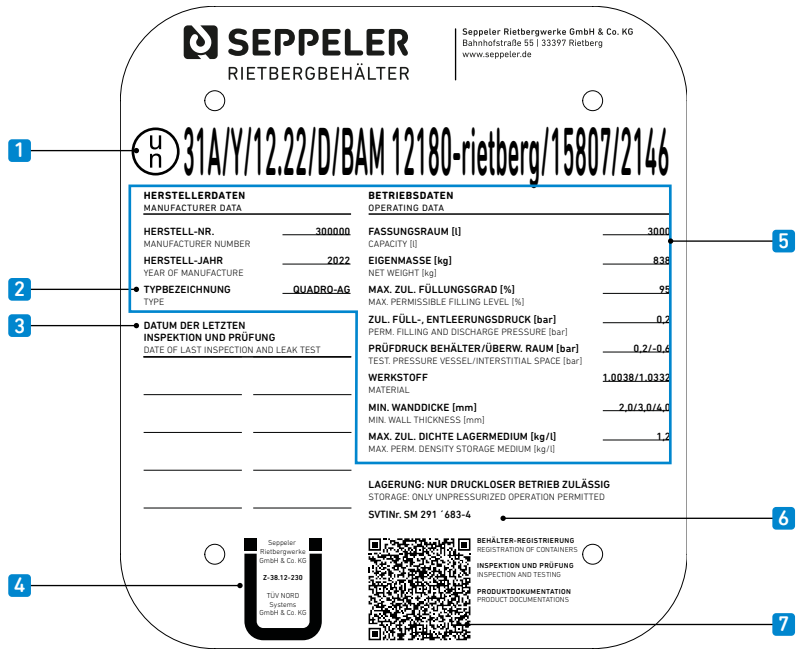 SEPPELER
RIETBERGBEHÄLTER
Seppeler Rietbergwerke GmbH & Co. KG
Bahnhofstraße 55 | 33397 Rietberg
www.seppeler.de
1
un 31A/Y/12.22/D/BAM 12180-rietberg/15807/2146
HERSTELLERDATEN
MANUFACTURER DATA
HERSTELL-NR. 300000
MANUFACTURER NUMBER
HERSTELL-JAHR 2022
YEAR OF MANUFACTURE
2
TYPBEZEICHNUNG QUADRO-AG
TYPE
3
DATUM DER LETZTEN
INSPEKTION UND PRÜFUNG
DATE OF LAST INSPECTION AND LEAK TEST
BETRIEBSDATEN
OPERATING DATA
FASSUNGSRAUM [l] 3000
CAPACITY [l]
5
EIGENMASSE [kg] 838
NET WEIGHT [kg]
MAX. ZUL. FÜLLUNGSGRAD [%] 95
MAX. PERMISSIBLE FILLING LEVEL [%]
ZUL. FÜLL-, ENTLEERUNGSDRUCK [bar] 0,2
PERM. FILLING AND DISCHARGE PRESSURE [bar]
PRÜFDRUCK BEHÄLTER/ÜBERW. RAUM [bar] 0,2/-0,6
TEST. PRESSURE VESSEL/INTERSTITIAL SPACE [bar]
WERKSTOFF 1.0038/1.0332
MATERIAL
MIN. WANDDICKE [mm] 2,0/3,0/4,0
MIN. WALL THICKNESS [mm]
MAX. ZUL. DICHTE LAGERMEDIUM [kg/l] 1,2
MAX. PERM. DENSITY STORAGE MEDIUM [kg/l]
LAGERUNG: NUR DRUCKLOSER BETRIEB ZULÄSSIG
STORAGE: ONLY UNPRESSURIZED OPERATION PERMITTED
SVTINr. SM 291 ´683-4
6
4
Seppeler
Rietbergwerke
GmbH & Co. KG
Z-38.12-230
TÜV NORD
Systems
GmbH & Co. KG
BEHÄLTER-REGISTRIERUNG
REGISTRATION OF CONTAINERS
INSPEKTION UND PRÜFUNG
INSPECTION AND TESTING
PRODUKTDOKUMENTATION
PRODUCT DOCUMENTATIONS
7